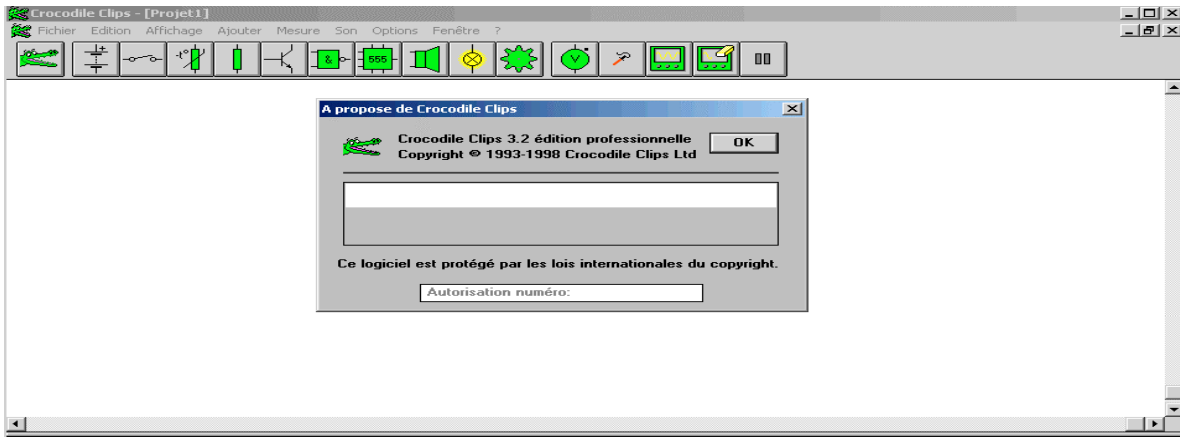 Crocodile Clips - [Projet1]
Fichier Edition Affichage Ajouter Mesure Son Options Fenêtre ?
& 555 V
A propose de Crocodile Clips
Crocodile Clips 3.2 édition professionnelle
OK
Copyright © 1993-1998 Crocodile Clips Ltd
Ce logiciel est protégé par les lois internationales du copyright.
Autorisation numéro: